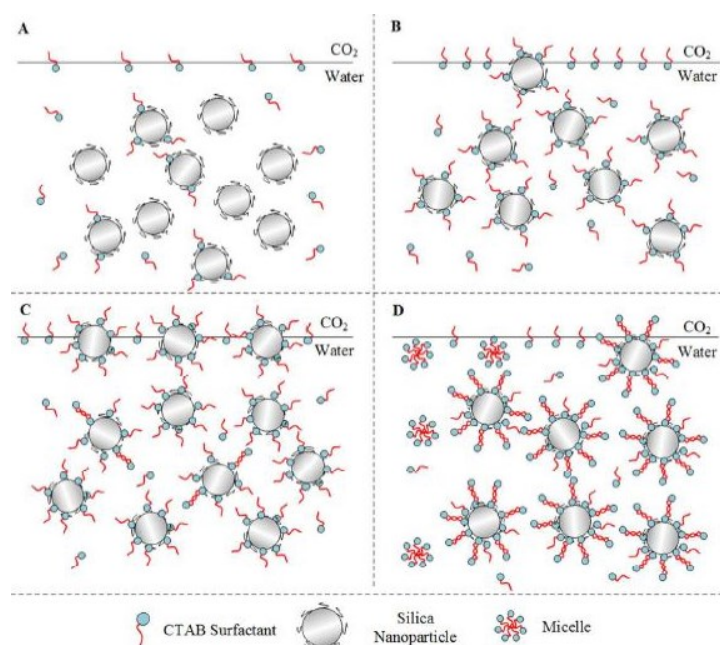 A
CO2
Water
B
CO2
Water
C
CO2
Water
D
CO2
Water
CTAB Surfactant
Silica
Nanoparticle
Micelle